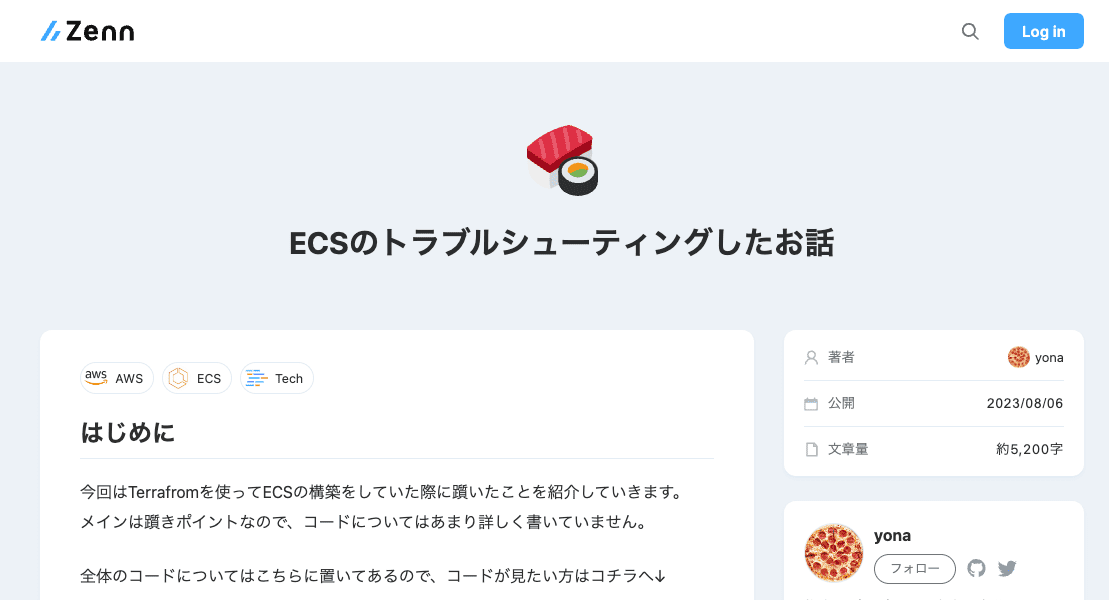 Zenn
Log in
ECSのトラブルシューティングしたお話
aws AWS ECS Tech
はじめに
今回はTerrafromを使ってECSの構築をしていた際に躓いたことを紹介していきます。
メインは躓きポイントなので、コードについてはあまり詳しく書いていません。
全体のコードについてはこちらに置いてあるので、コードが見たい方はコチラへ↓
著者 yona
公開 2023/08/06
文章量 約5,200字
yona
フォロー